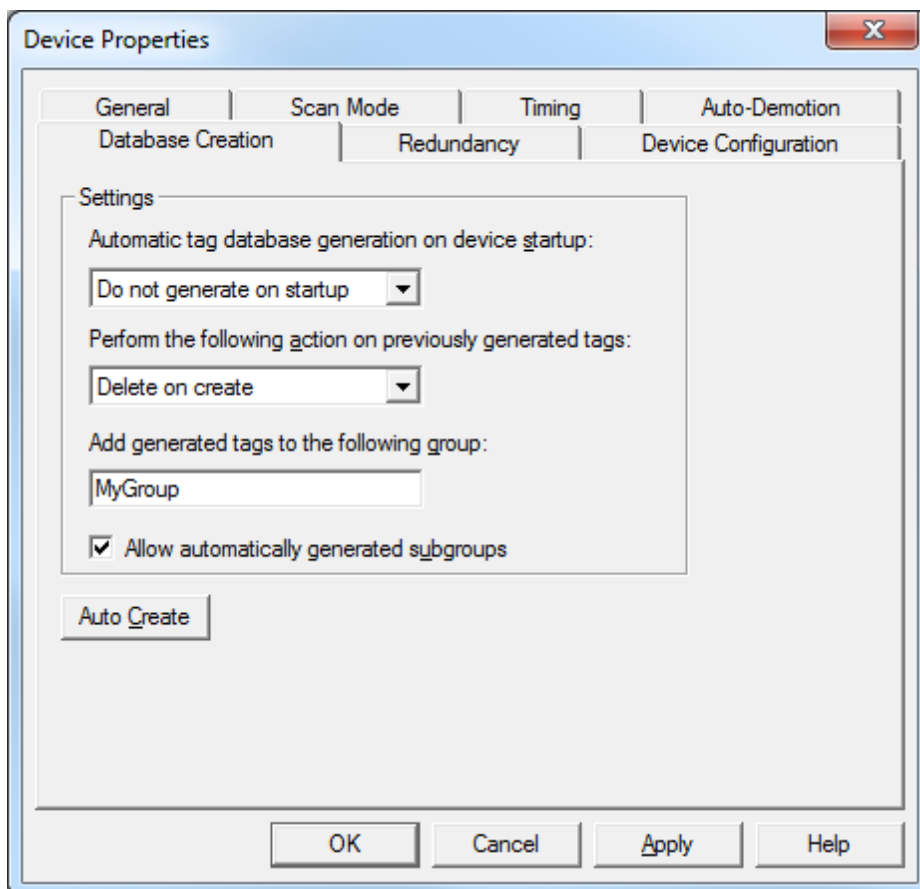 Device Properties
General Scan Mode Timing Auto-Demotion
Database Creation Redundancy Device Configuration
Settings
Automatic tag database generation on device startup:
Do not generate on startup
Perform the following action on previously generated tags:
Delete on create
Add generated tags to the following group:
MyGroup
Allow automatically generated subgroups
Auto Create
OK Cancel Apply Help